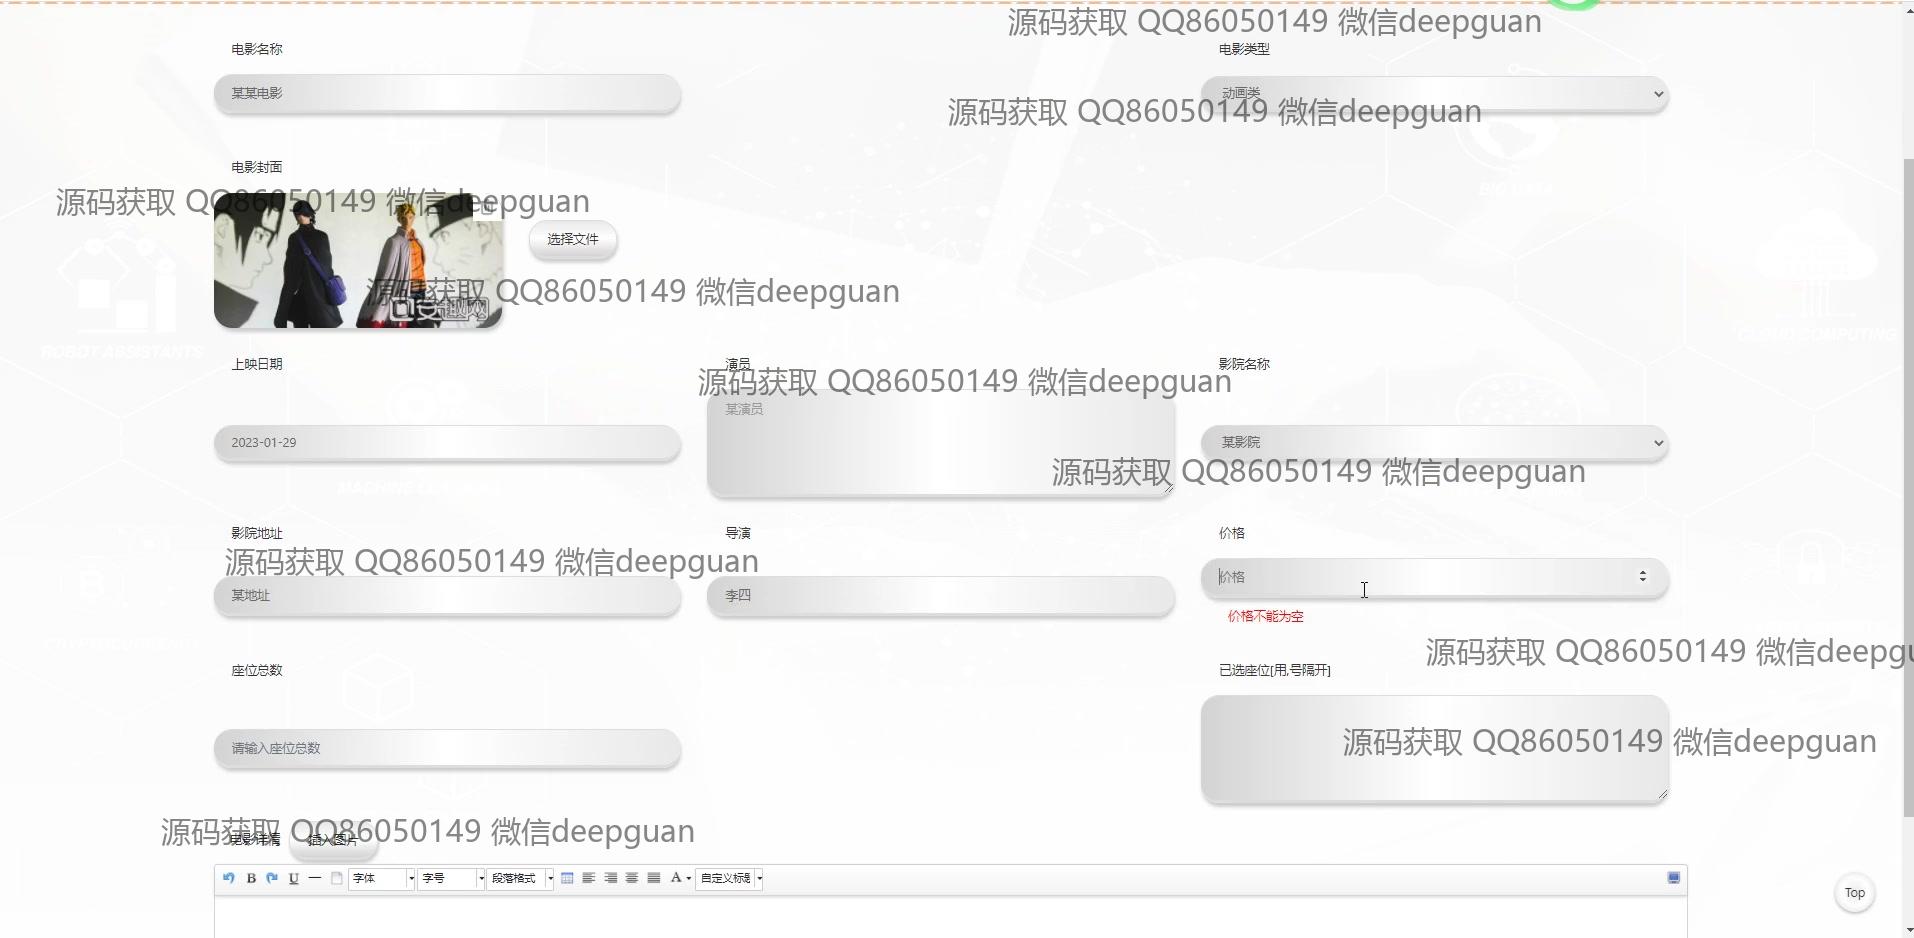 源码获取 QQ86050149 微信deepguan
电影名称
电影类型
某某电影
动画类
源码获取 QQ86050149 微信deepguan
电影封面
BIG DATA
源码获取 QQ86050149 微信deepguan
选择文件
源码获取 QQ86050149 微信deepguan
CLOUD COMPUTING
ROBOT ASSISTANTS
上映日期
演员
影院名称
源码获取 QQ86050149 微信deepguan
某演员
2023-01-29
某影院
源码获取 QQ86050149 微信deepguan
影院地址
导演
价格
源码获取 QQ86050149 微信deepguan
价格
某地址
李四
价格不能为空
CRYPTOCURRENCY
源码获取 QQ86050149 微信deepgu
座位总数
已选座位[用,号隔开]
请输入座位总数
源码获取 QQ86050149 微信deepguan
源码获取 QQ86050149 微信deepguan
电影详情
插入图片
B U 字体 字号 段落格式 A 自定义标题
Top